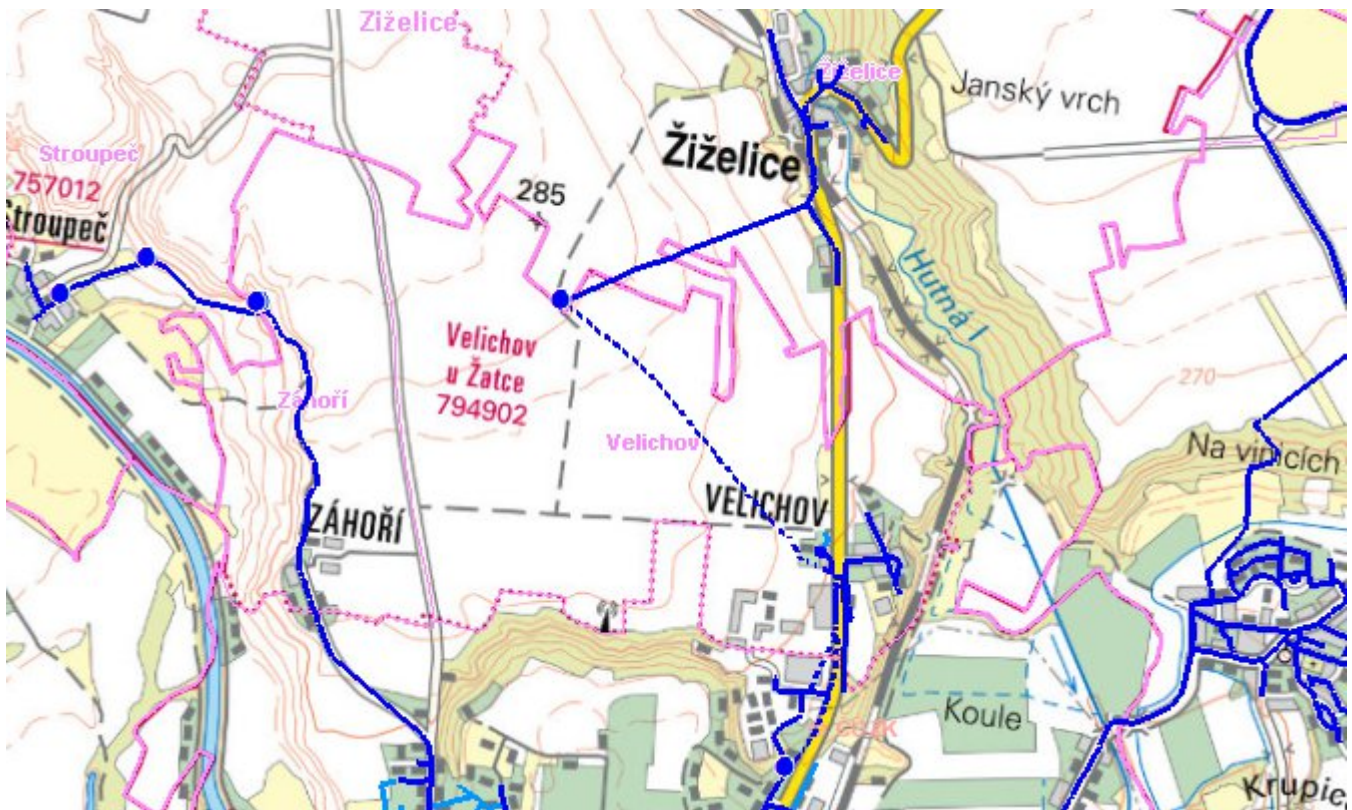 Žiželice
Žiželice
Janský vrch
Žiželice
Stroupeč
757012
Stroupeč
285
Hutná I
Velichov
u Žatce
794902
270
Záhoří
Velichov
Na vinicích
VELICHOV
ZÁHOŘÍ
Koule